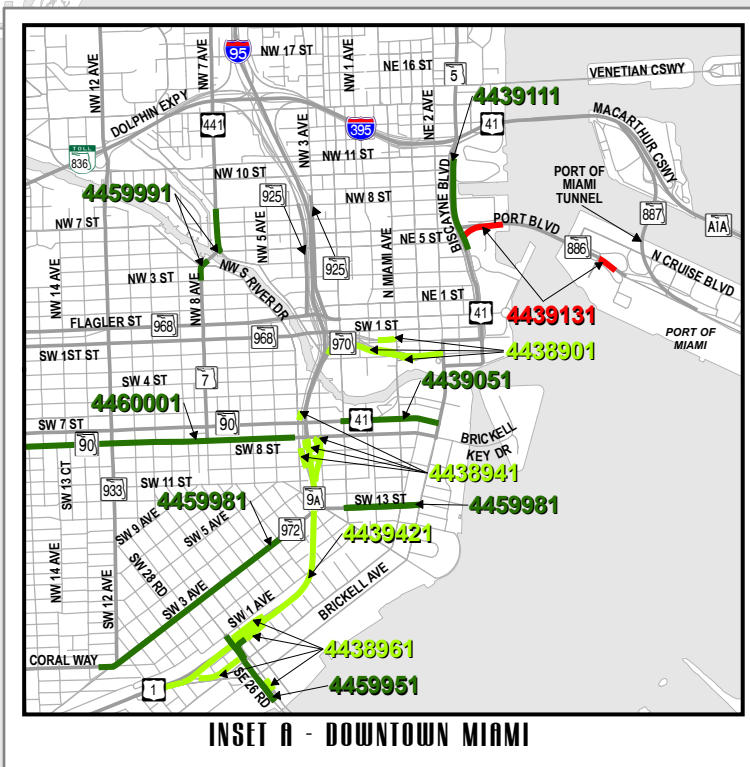 NW 12 AVE
NW 7 AVE
95
NW 17 ST
NW 1 AVE
NE 16 ST
5
VENETIAN CSWY
DOLPHIN EXPY
441
NW 3 AVE
395
NE 2 AVE
41
4439111
MACARTHUR CSWY
TOLL
836
NW 11 ST
NW 10 ST
925
NW 8 ST
BISCAYNE BLVD
PORT OF
MIAMI
TUNNEL
887
A1A
4459991
NW 7 ST
NW 5 AVE
925
N MIAMI AVE
NE 5 ST
PORT BLVD
886
N CRUISE BLVD
NW 14 AVE
NW 3 ST
NW 8 AVE
NW S RIVER DR
NE 1 ST
41
4439131
PORT OF
MIAMI
FLAGLER ST
968
968
970
SW 1 ST
4438901
SW 1ST ST
SW 4 ST
7
4439051
4460001
SW 7 ST
90
90
41
BRICKELL
KEY DR
SW 8 ST
SW 13 CT
933
SW 11 ST
4438941
4459981
9A
SW 13 ST
4459981
SW 9 AVE
SW 5 AVE
972
4439421
NW 14 AVE
SW 12 AVE
SW 28 RD
SW 3 AVE
SW 1 AVE
BRICKELL AVE
CORAL WAY
4438961
1
SE 26 RD
4459951
INSET A - DOWNTOWN MIAMI